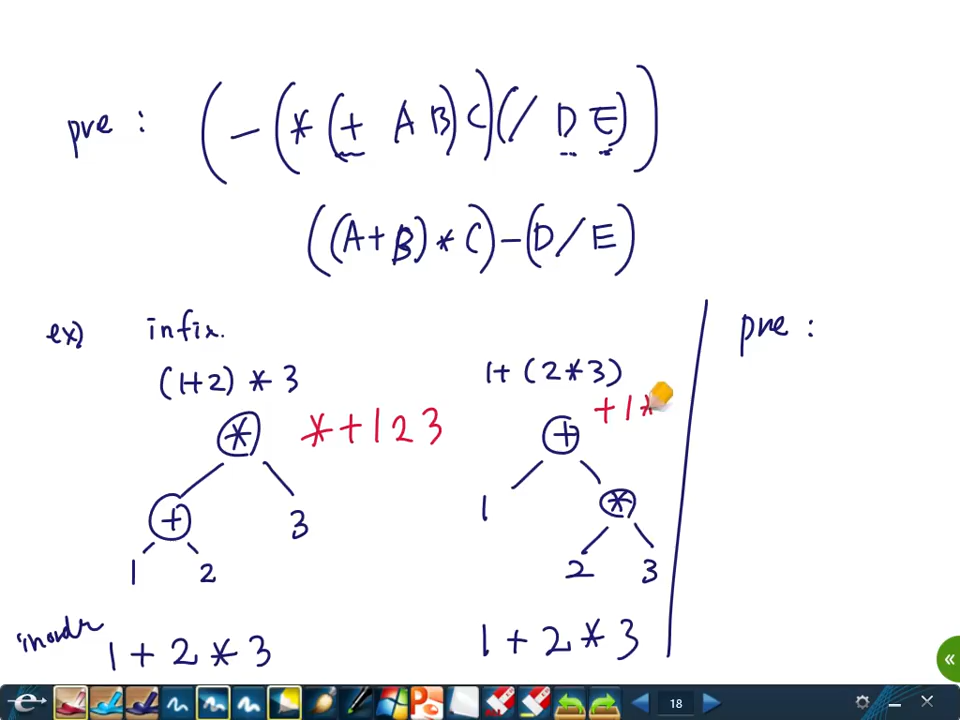 pre : (-(*(+ A B) C)(/ D E))
((A+B)*C)-(D/E)
ex) infix.
(1+2) * 3
* + 1 2 3
*
+ 3
1 2
inorder 1 + 2 * 3
1+ (2*3)
+ 1 *
+
1 *
2 3
1 + 2 * 3
pre :
18